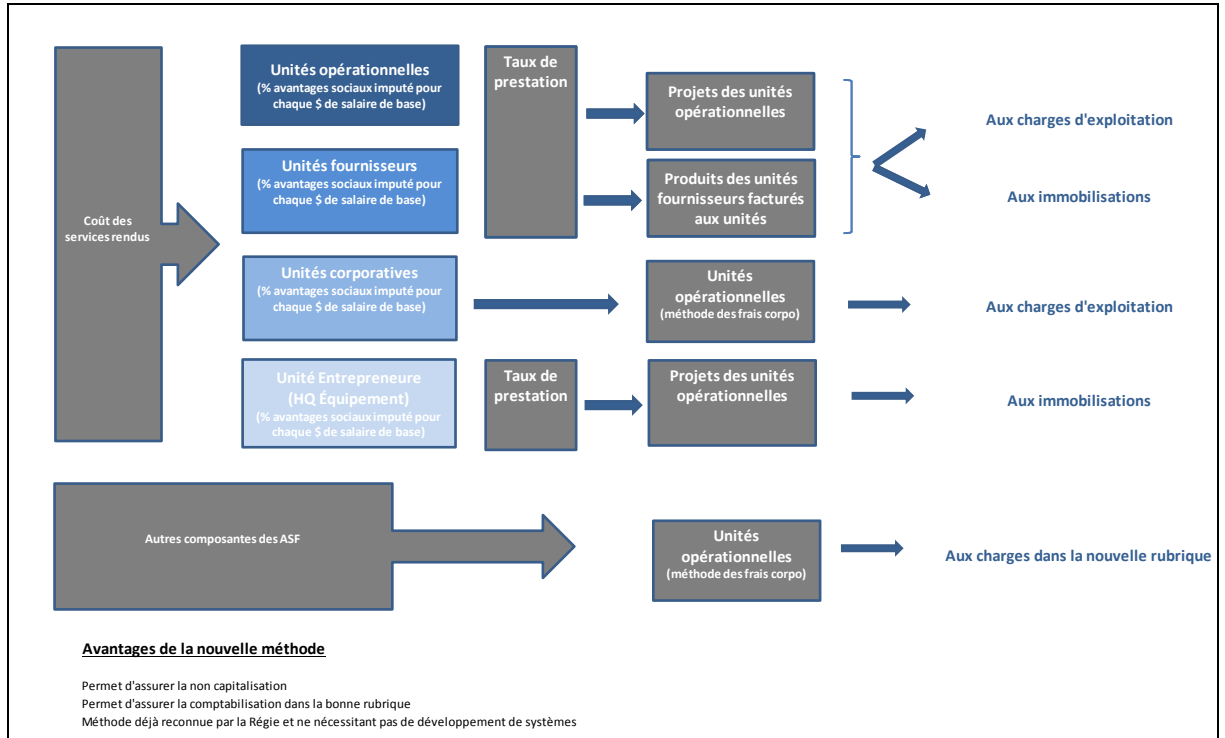 Coût des
services rendus
Unités opérationnelles
(% avantages sociaux imputé pour
chaque $ de salaire de base)
Unités fournisseurs
(% avantages sociaux imputé pour
chaque $ de salaire de base)
Unités corporatives
(% avantages sociaux imputé pour
chaque $ de salaire de base)
Unité Entrepreneure
(HQ Équipement)
(% avantages sociaux imputé pour
chaque $ de salaire de base)
Taux de
prestation
Taux de
prestation
Projets des unités
opérationnelles
Produits des unités
fournisseurs facturés
aux unités
Unités
opérationnelles
(méthode des frais corpo)
Projets des unités
opérationnelles
Aux charges d'exploitation
Aux immobilisations
Aux charges d'exploitation
Aux immobilisations
Autres composantes des ASF
Unités
opérationnelles
(méthode des frais corpo)
Aux charges dans la nouvelle rubrique
Avantages de la nouvelle méthode
Permet d'assurer la non capitalisation
Permet d'assurer la comptabilisation dans la bonne rubrique
Méthode déjà reconnue par la Régie et ne nécessitant pas de développement de systèmes